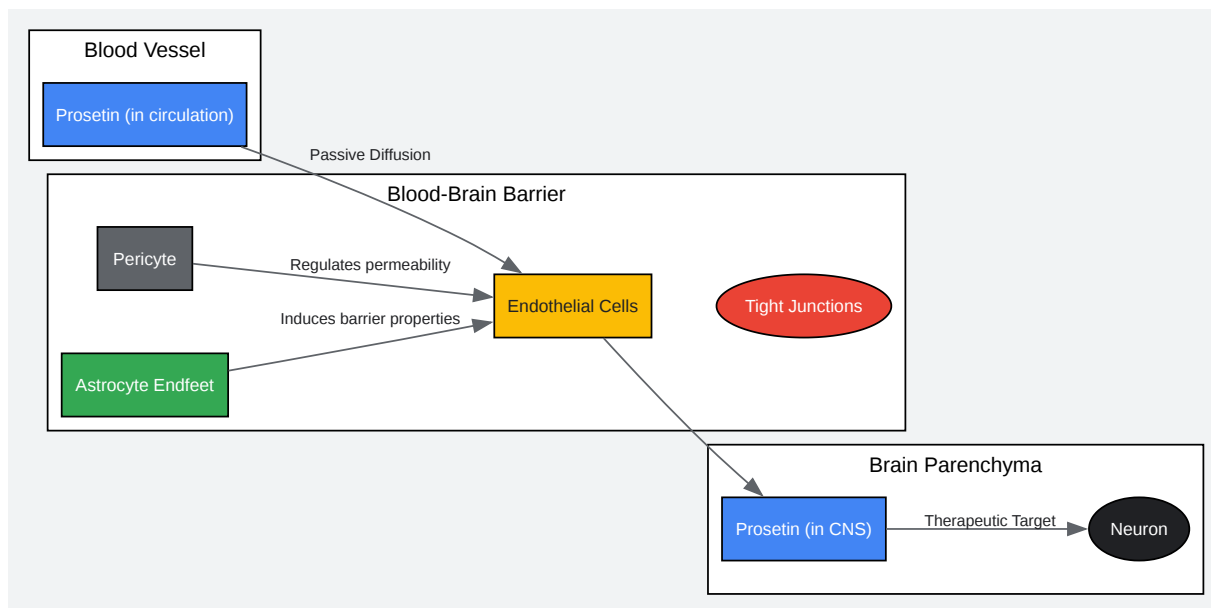 Blood Vessel
Prosetin (in circulation)
Passive Diffusion
Blood-Brain Barrier
Pericyte
Regulates permeability
Endothelial Cells
Tight Junctions
Induces barrier properties
Astrocyte Endfeet
Brain Parenchyma
Prosetin (in CNS)
Therapeutic Target
Neuron